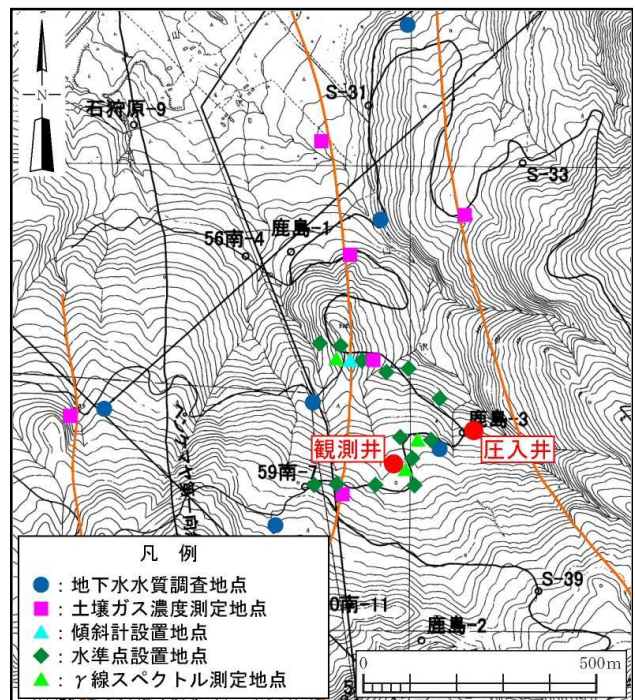 N
S-31
石狩原-9
S-33
鹿島-1
56南-4
鹿島-3
観測井
圧入井
59南-7
凡 例
●:地下水水質調査地点
■:土壌ガス濃度測定地点
▲:傾斜計設置地点
◆:水準点設置地点
▲:γ線スペクトル測定地点
0南-11
S-39
鹿島-2
0 500m